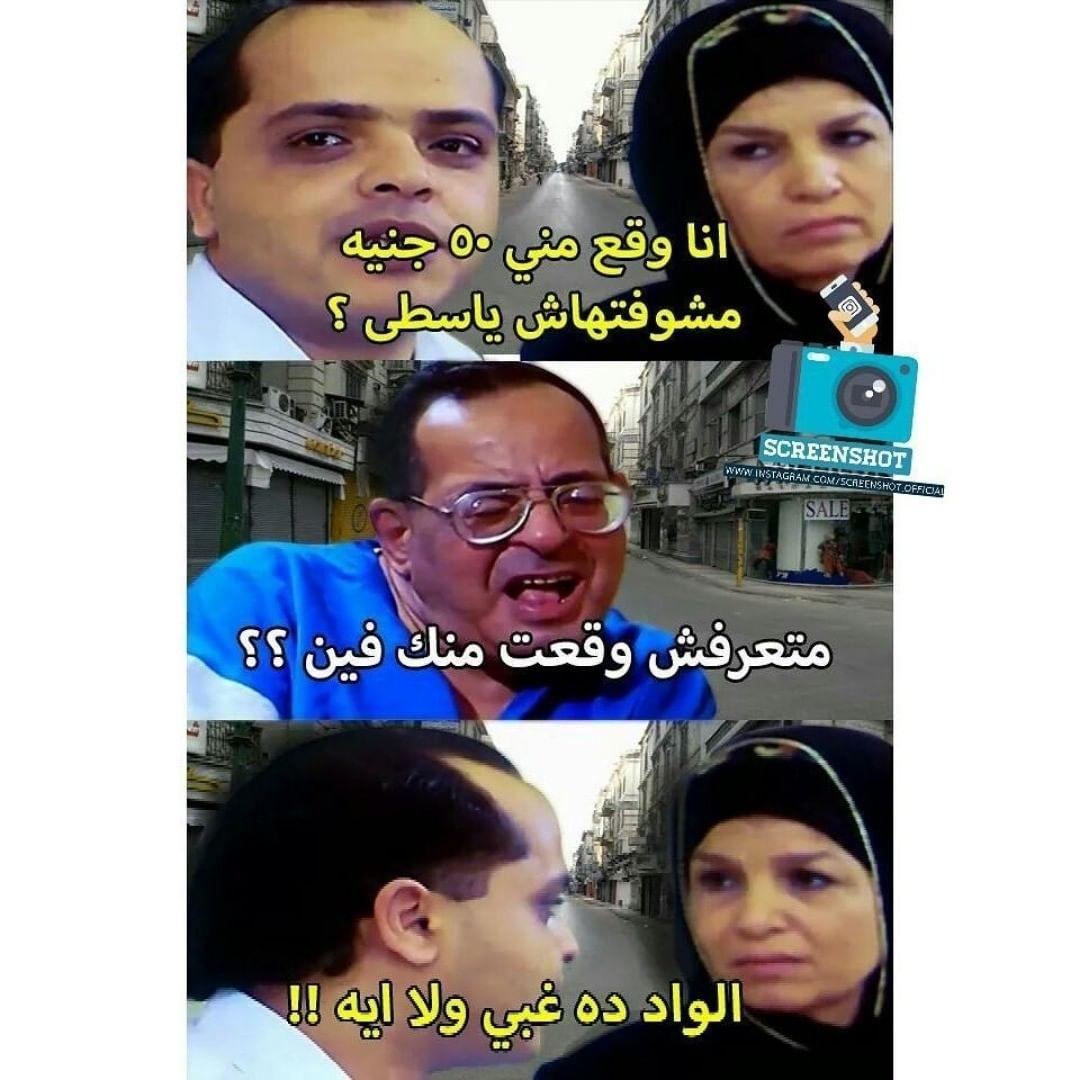 انا وقع مني ٥٠ جنيه
مشوفتهاش ياسطى ؟
SCREENSHOT
WWW.INSTAGRAM.COM/SCREENSHOT.OFFICIAL
SALE
متعرفش وقعت منك فين ؟؟
الواد ده غبي ولا ايه !!